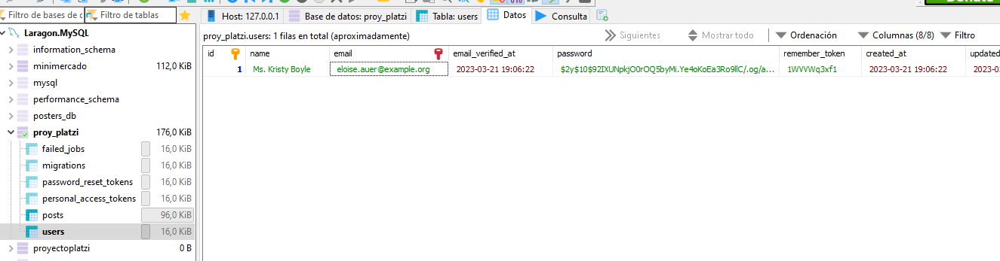 Donate
Filtro de bases de c Filtro de tablas
Host: 127.0.0.1 Base de datos: proy_platzi Tabla: users Datos Consulta
Laragon.MySQL
information_schema
minimercado 112,0 KiB
mysql
performance_schema
posters_db
proy_platzi 176,0 KiB
failed_jobs 16,0 KiB
migrations 16,0 KiB
password_reset_tokens 16,0 KiB
personal_access_tokens 16,0 KiB
posts 96,0 KiB
users 16,0 KiB
proyectoplatzi 0 B
proy_platzi.users: 1 filas en total (aproximadamente) Siguientes Mostrar todo Ordenación Columnas (8/8) Filtro
id name email email_verified_at password remember_token created_at updated
1 Ms. Kristy Boyle eloise.auer@example.org 2023-03-21 19:06:22 $2y$10$92IXUNpkjO0rOQ5byMi.Ye4oKoEa3Ro9llC/.og/a... 1WVVWq3xf1 2023-03-21 19:06:22 2023-03